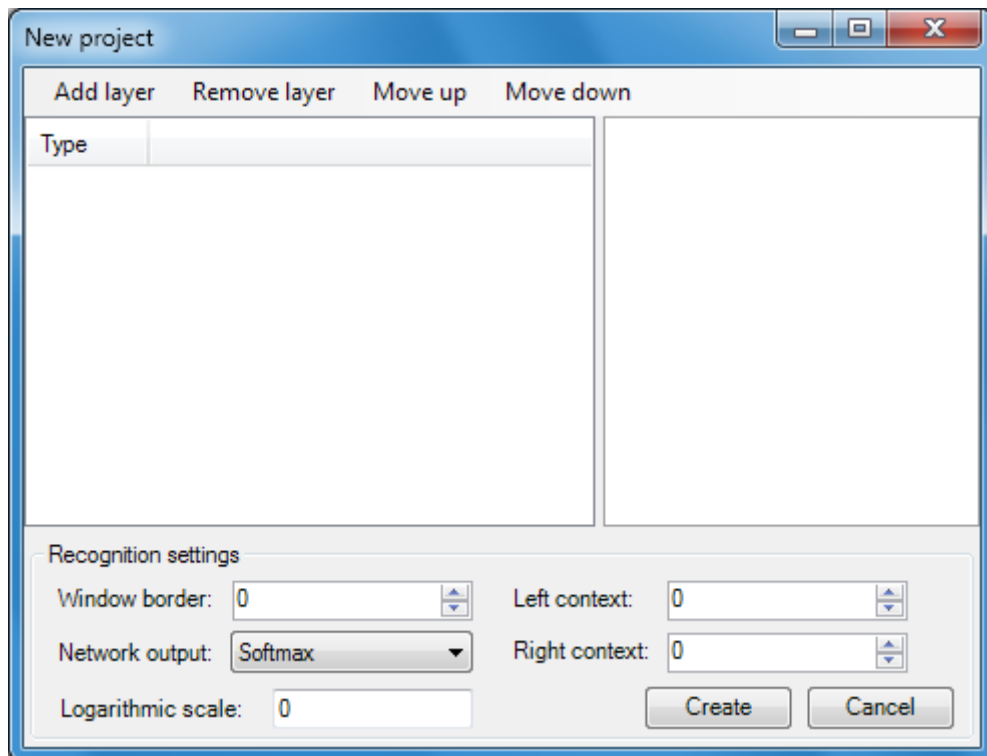 New project
Add layer Remove layer Move up Move down
Type
Recognition settings
Window border: 0 Left context: 0
Network output: Softmax Right context: 0
Logarithmic scale: 0 Create Cancel